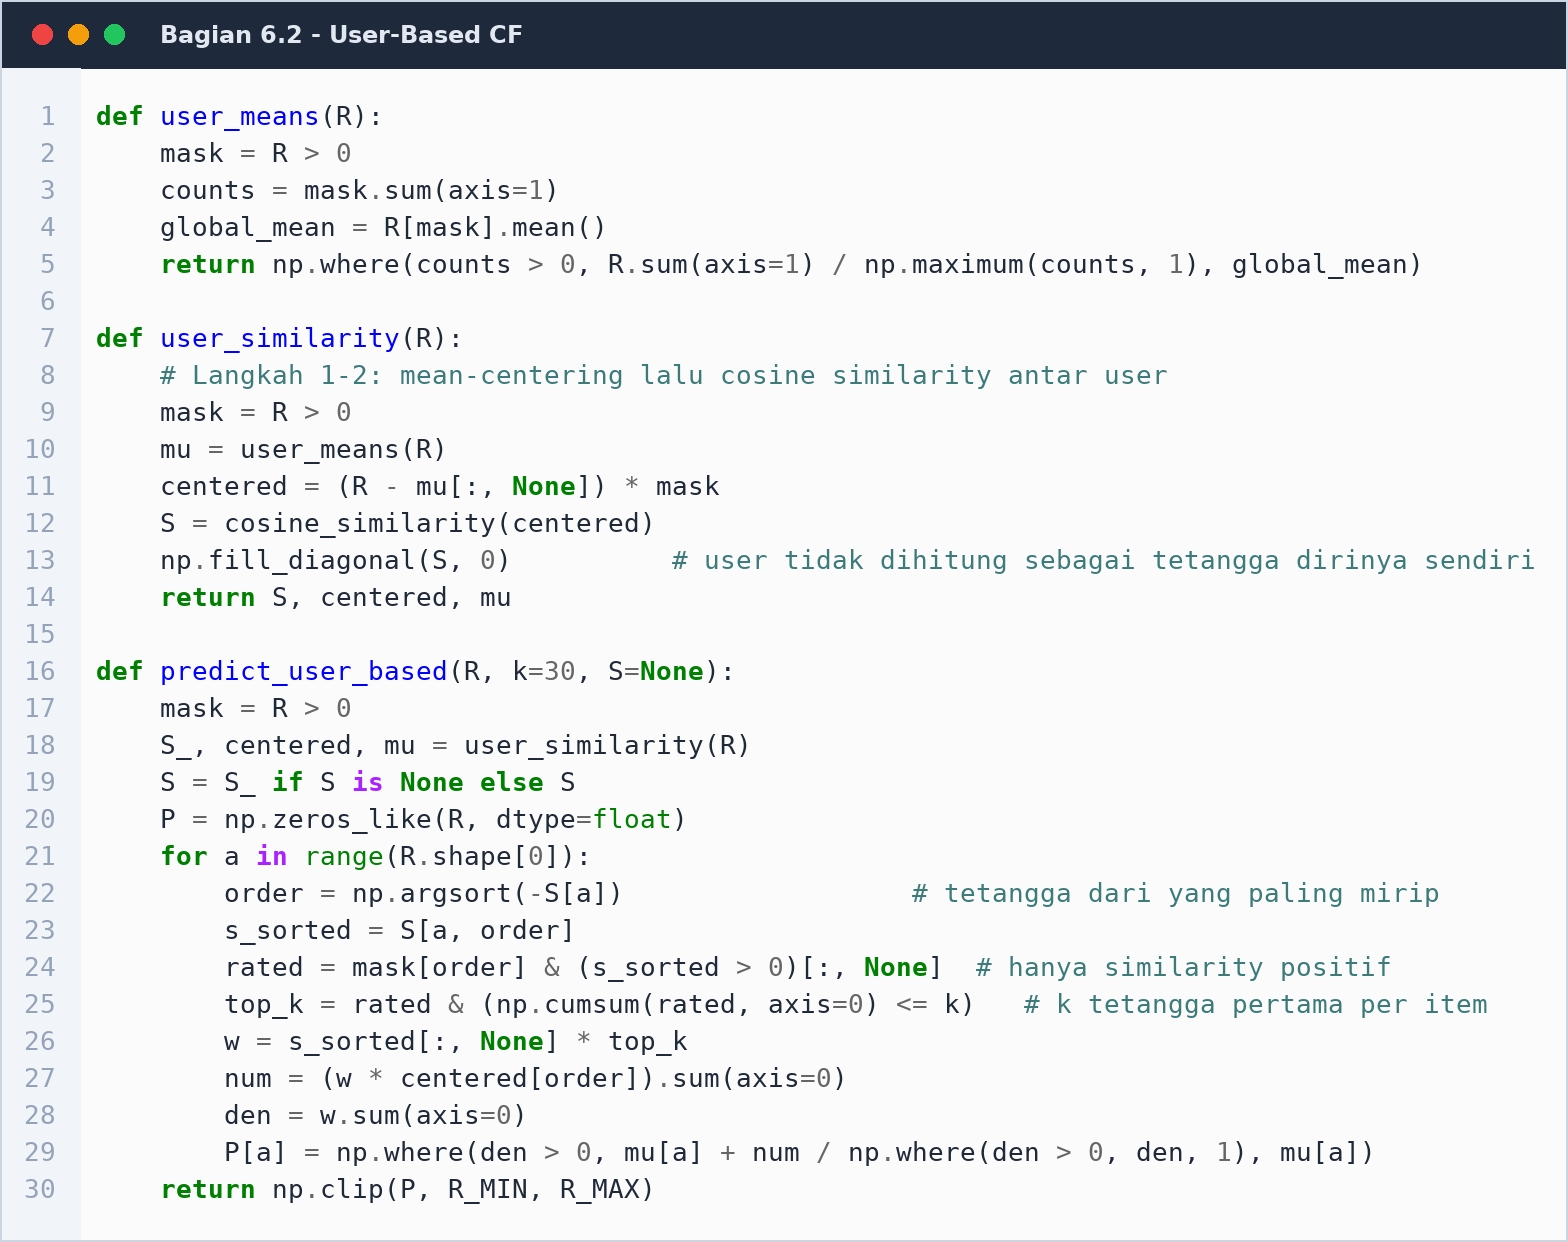 Bagian 6.2 - User-Based CF
1 def user_means(R):
2     mask = R > 0
3     counts = mask.sum(axis=1)
4     global_mean = R[mask].mean()
5     return np.where(counts > 0, R.sum(axis=1) / np.maximum(counts, 1), global_mean)
6
7 def user_similarity(R):
8     # Langkah 1-2: mean-centering lalu cosine similarity antar user
9     mask = R > 0
10     mu = user_means(R)
11     centered = (R - mu[:, None]) * mask
12     S = cosine_similarity(centered)
13     np.fill_diagonal(S, 0)          # user tidak dihitung sebagai tetangga dirinya sendiri
14     return S, centered, mu
15
16 def predict_user_based(R, k=30, S=None):
17     mask = R > 0
18     S_, centered, mu = user_similarity(R)
19     S = S_ if S is None else S
20     P = np.zeros_like(R, dtype=float)
21     for a in range(R.shape[0]):
22         order = np.argsort(-S[a])                  # tetangga dari yang paling mirip
23         s_sorted = S[a, order]
24         rated = mask[order] & (s_sorted > 0)[:, None]  # hanya similarity positif
25         top_k = rated & (np.cumsum(rated, axis=0) <= k)   # k tetangga pertama per item
26         w = s_sorted[:, None] * top_k
27         num = (w * centered[order]).sum(axis=0)
28         den = w.sum(axis=0)
29         P[a] = np.where(den > 0, mu[a] + num / np.where(den > 0, den, 1), mu[a])
30     return np.clip(P, R_MIN, R_MAX)